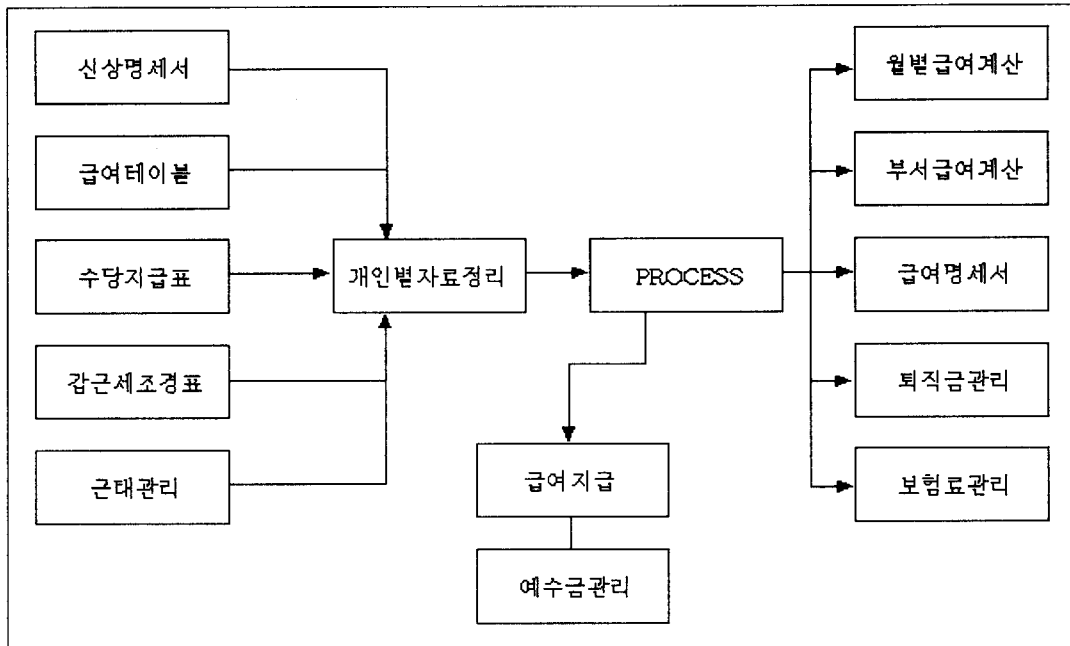 신상명세서
급여테이블
수당지급표
갑근세조경표
근태관리
개인별자료정리
PROCESS
급여지급
예수금관리
월별급여계산
부서급여계산
급여명세서
퇴직금관리
보험료관리